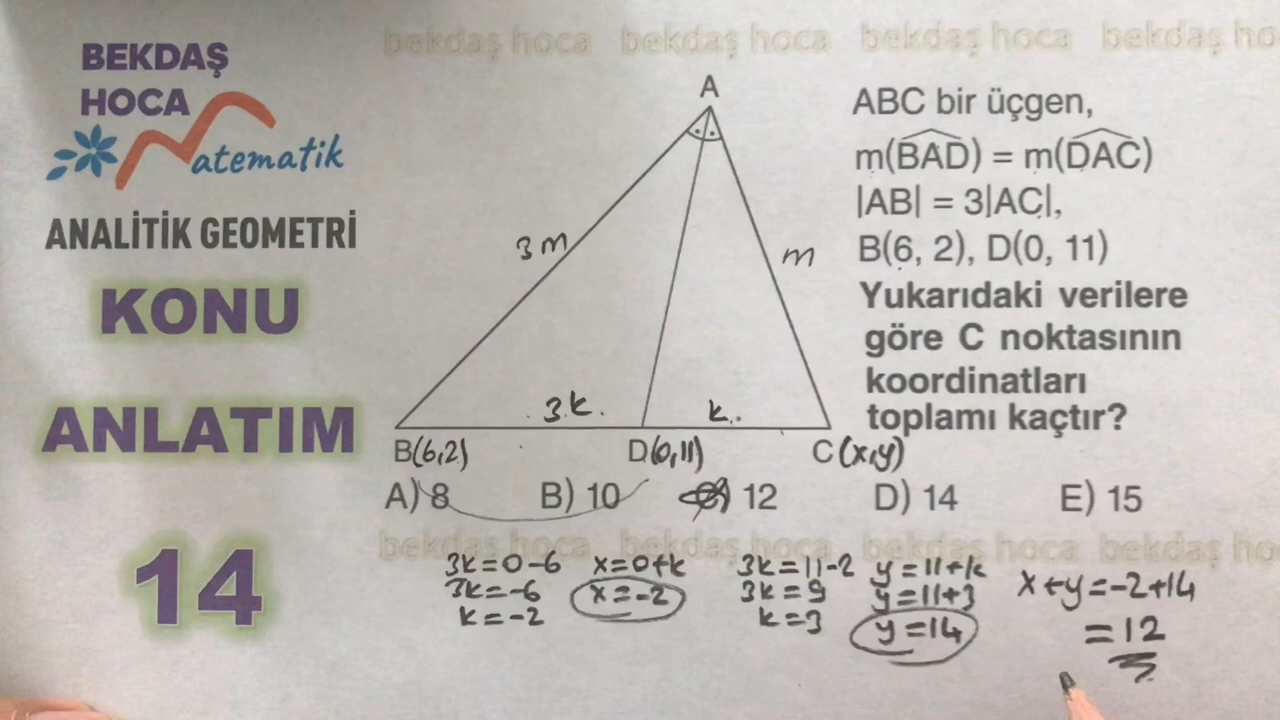 bekdaş hoca bekdaş hoca bekdaş hoca bekdaş ho
BEKDAŞ
HOCA
Matematik
ANALİTİK GEOMETRİ
KONU
ANLATIM
14
A
3m
m
3k.
k.
B(6,2)
D(0,11)
C(x,y)
ABC bir üçgen,
m(BAD) = m(DAC)
|AB| = 3|AC|,
B(6, 2), D(0, 11)
Yukarıdaki verilere
göre C noktasının
koordinatları
toplamı kaçtır?
A) 8 B) 10 C) 12 D) 14 E) 15
bekdaş hoca bekdaş hoca bekdaş hoca bekdaş hoca bekdaş ho
3k=0-6
3k=-6
k=-2
x=0+k
x=-2
3k=11-2
3k=9
k=3
y=11+k
y=11+3
y=14
x+y=-2+14
=12